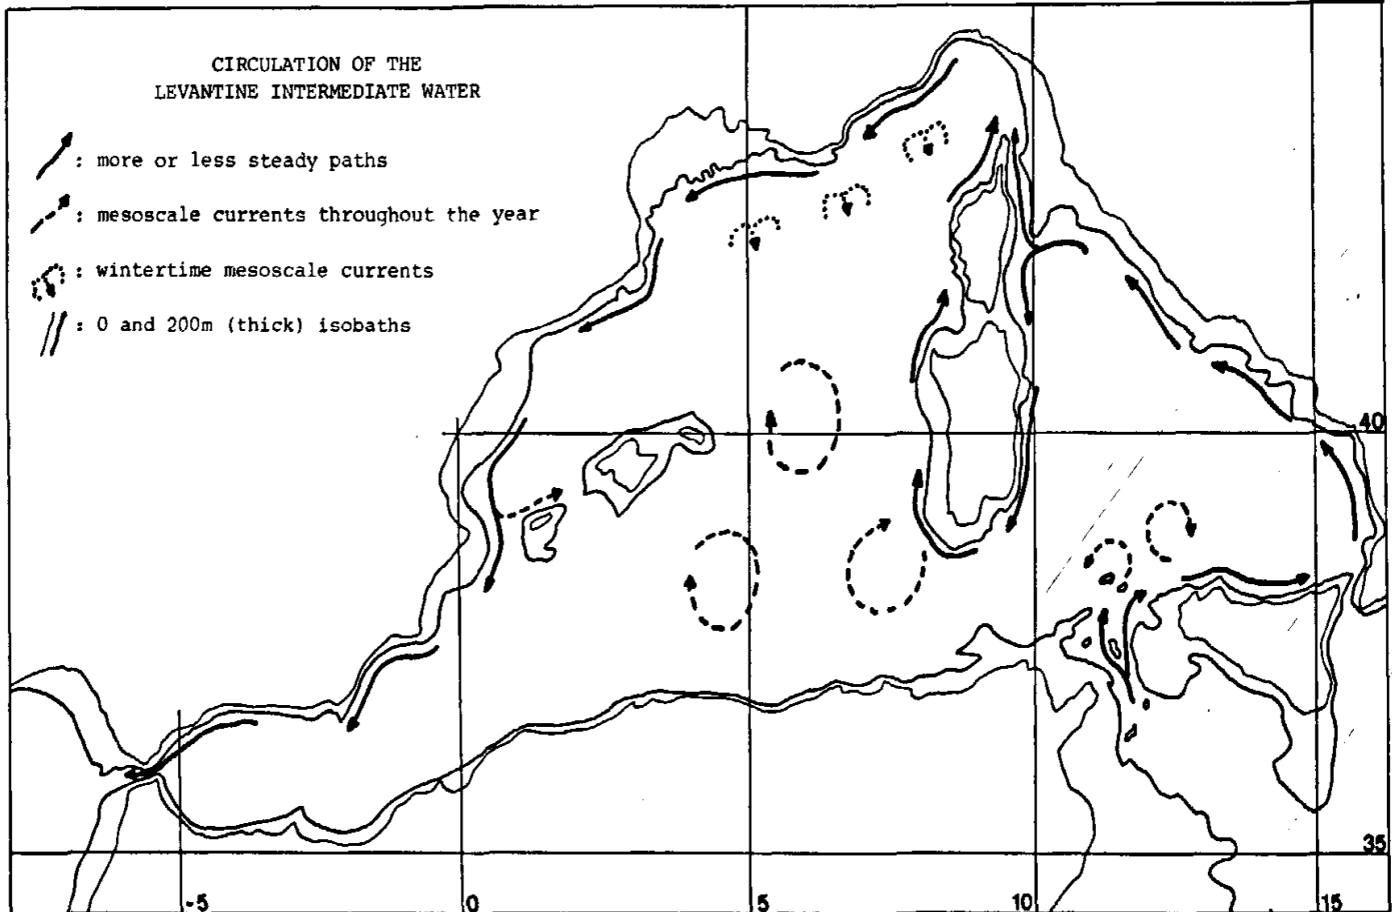 CIRCULATION OF THE
LEVANTINE INTERMEDIATE WATER
: more or less steady paths
: mesoscale currents throughout the year
: wintertime mesoscale currents
: 0 and 200m (thick) isobaths
40
35
-5
0
5
10
15